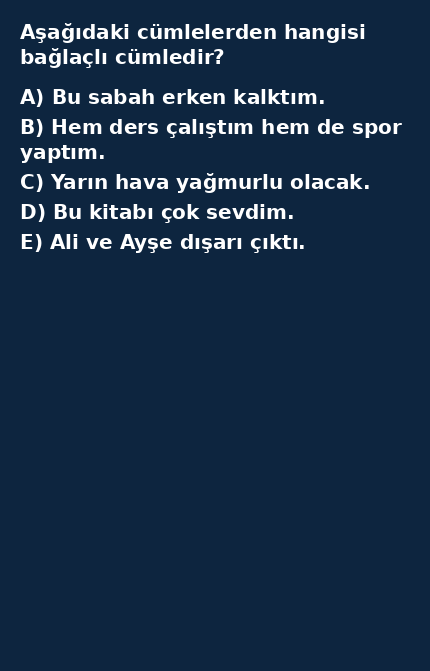 Aşağıdaki cümlelerden hangisi
bağlaçlı cümledir?
A) Bu sabah erken kalktım.
B) Hem ders çalıştım hem de spor
yaptım.
C) Yarın hava yağmurlu olacak.
D) Bu kitabı çok sevdim.
E) Ali ve Ayşe dışarı çıktı.